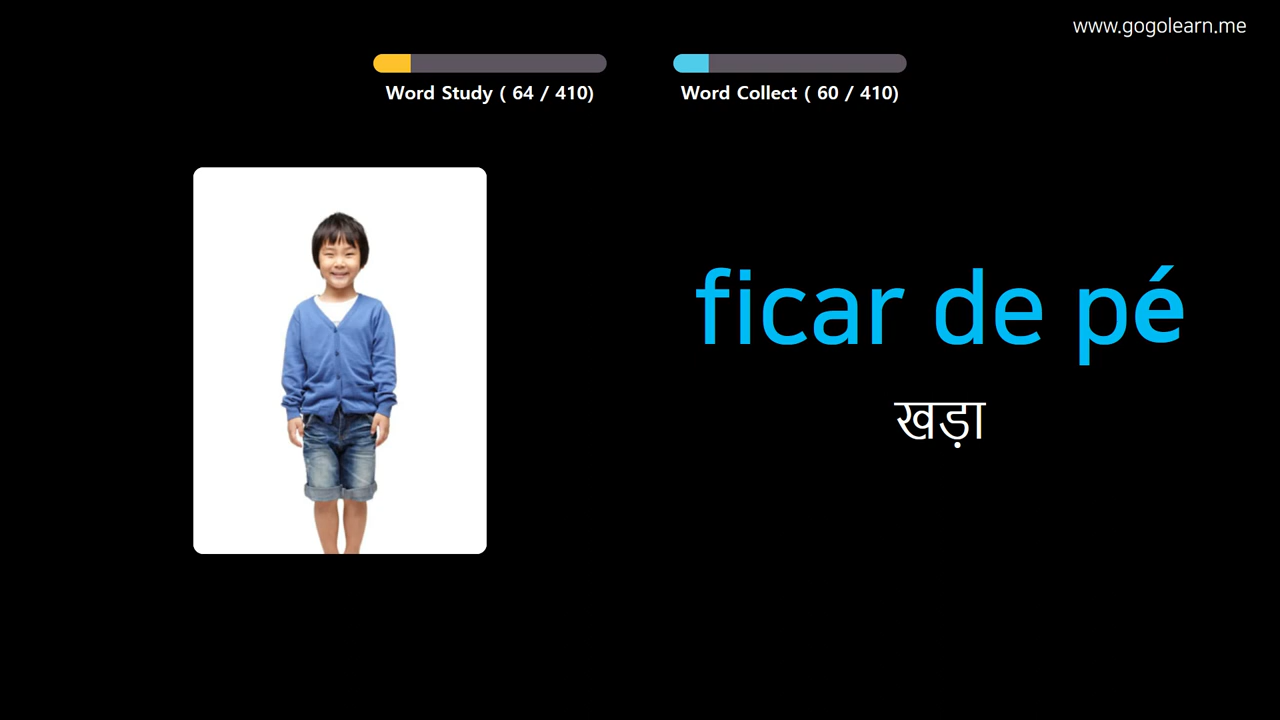 www.gogolearn.me
Word Study ( 64 / 410)
Word Collect ( 60 / 410)
ficar de pé
खड़ा